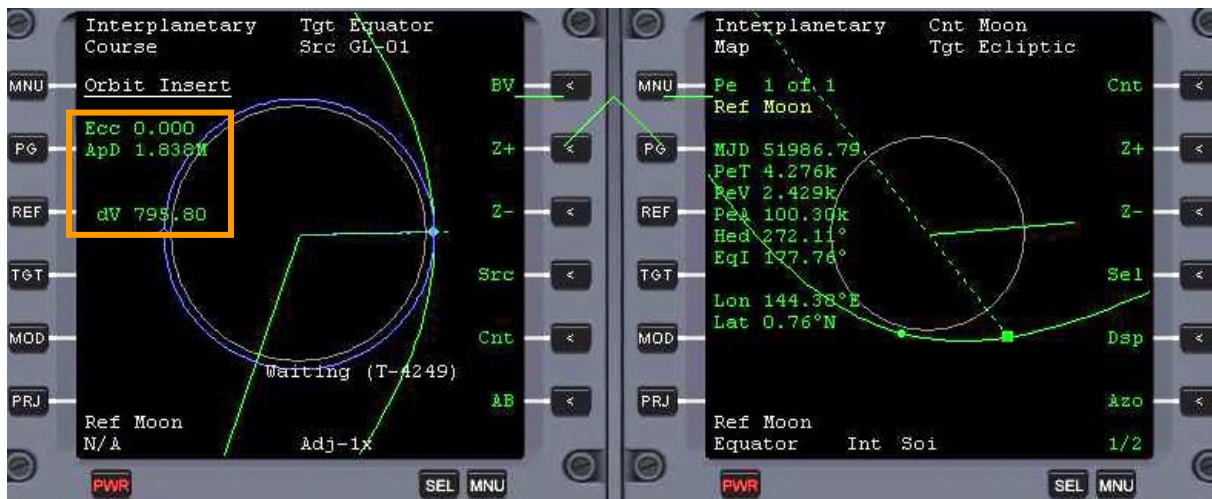 Interplanetary Tgt Equator
Course Src GL-01
MNU Orbit Insert BV <
Ecc 0.000
PG ApD 1.838M Z+ <
REF dV 795.80 Z- <
TGT Src <
MOD Cnt <
Waiting (T-4249)
PRJ AB <
Ref Moon
N/A Adj-1x
PWR SEL MNU
Interplanetary Cnt Moon
Map Tgt Ecliptic
MNU Pe 1 of 1 Cnt <
Ref Moon
PG MJD 51986.79 Z+ <
PeT 4.276k
PeV 2.429k
REF PeA 100.30k Z- <
Hed 272.11°
EqI 177.76°
TGT Sel <
Lon 144.38°E
Lat 0.76°N
MOD Dsp <
PRJ Azo <
Ref Moon
Equator Int Soi 1/2
PWR SEL MNU